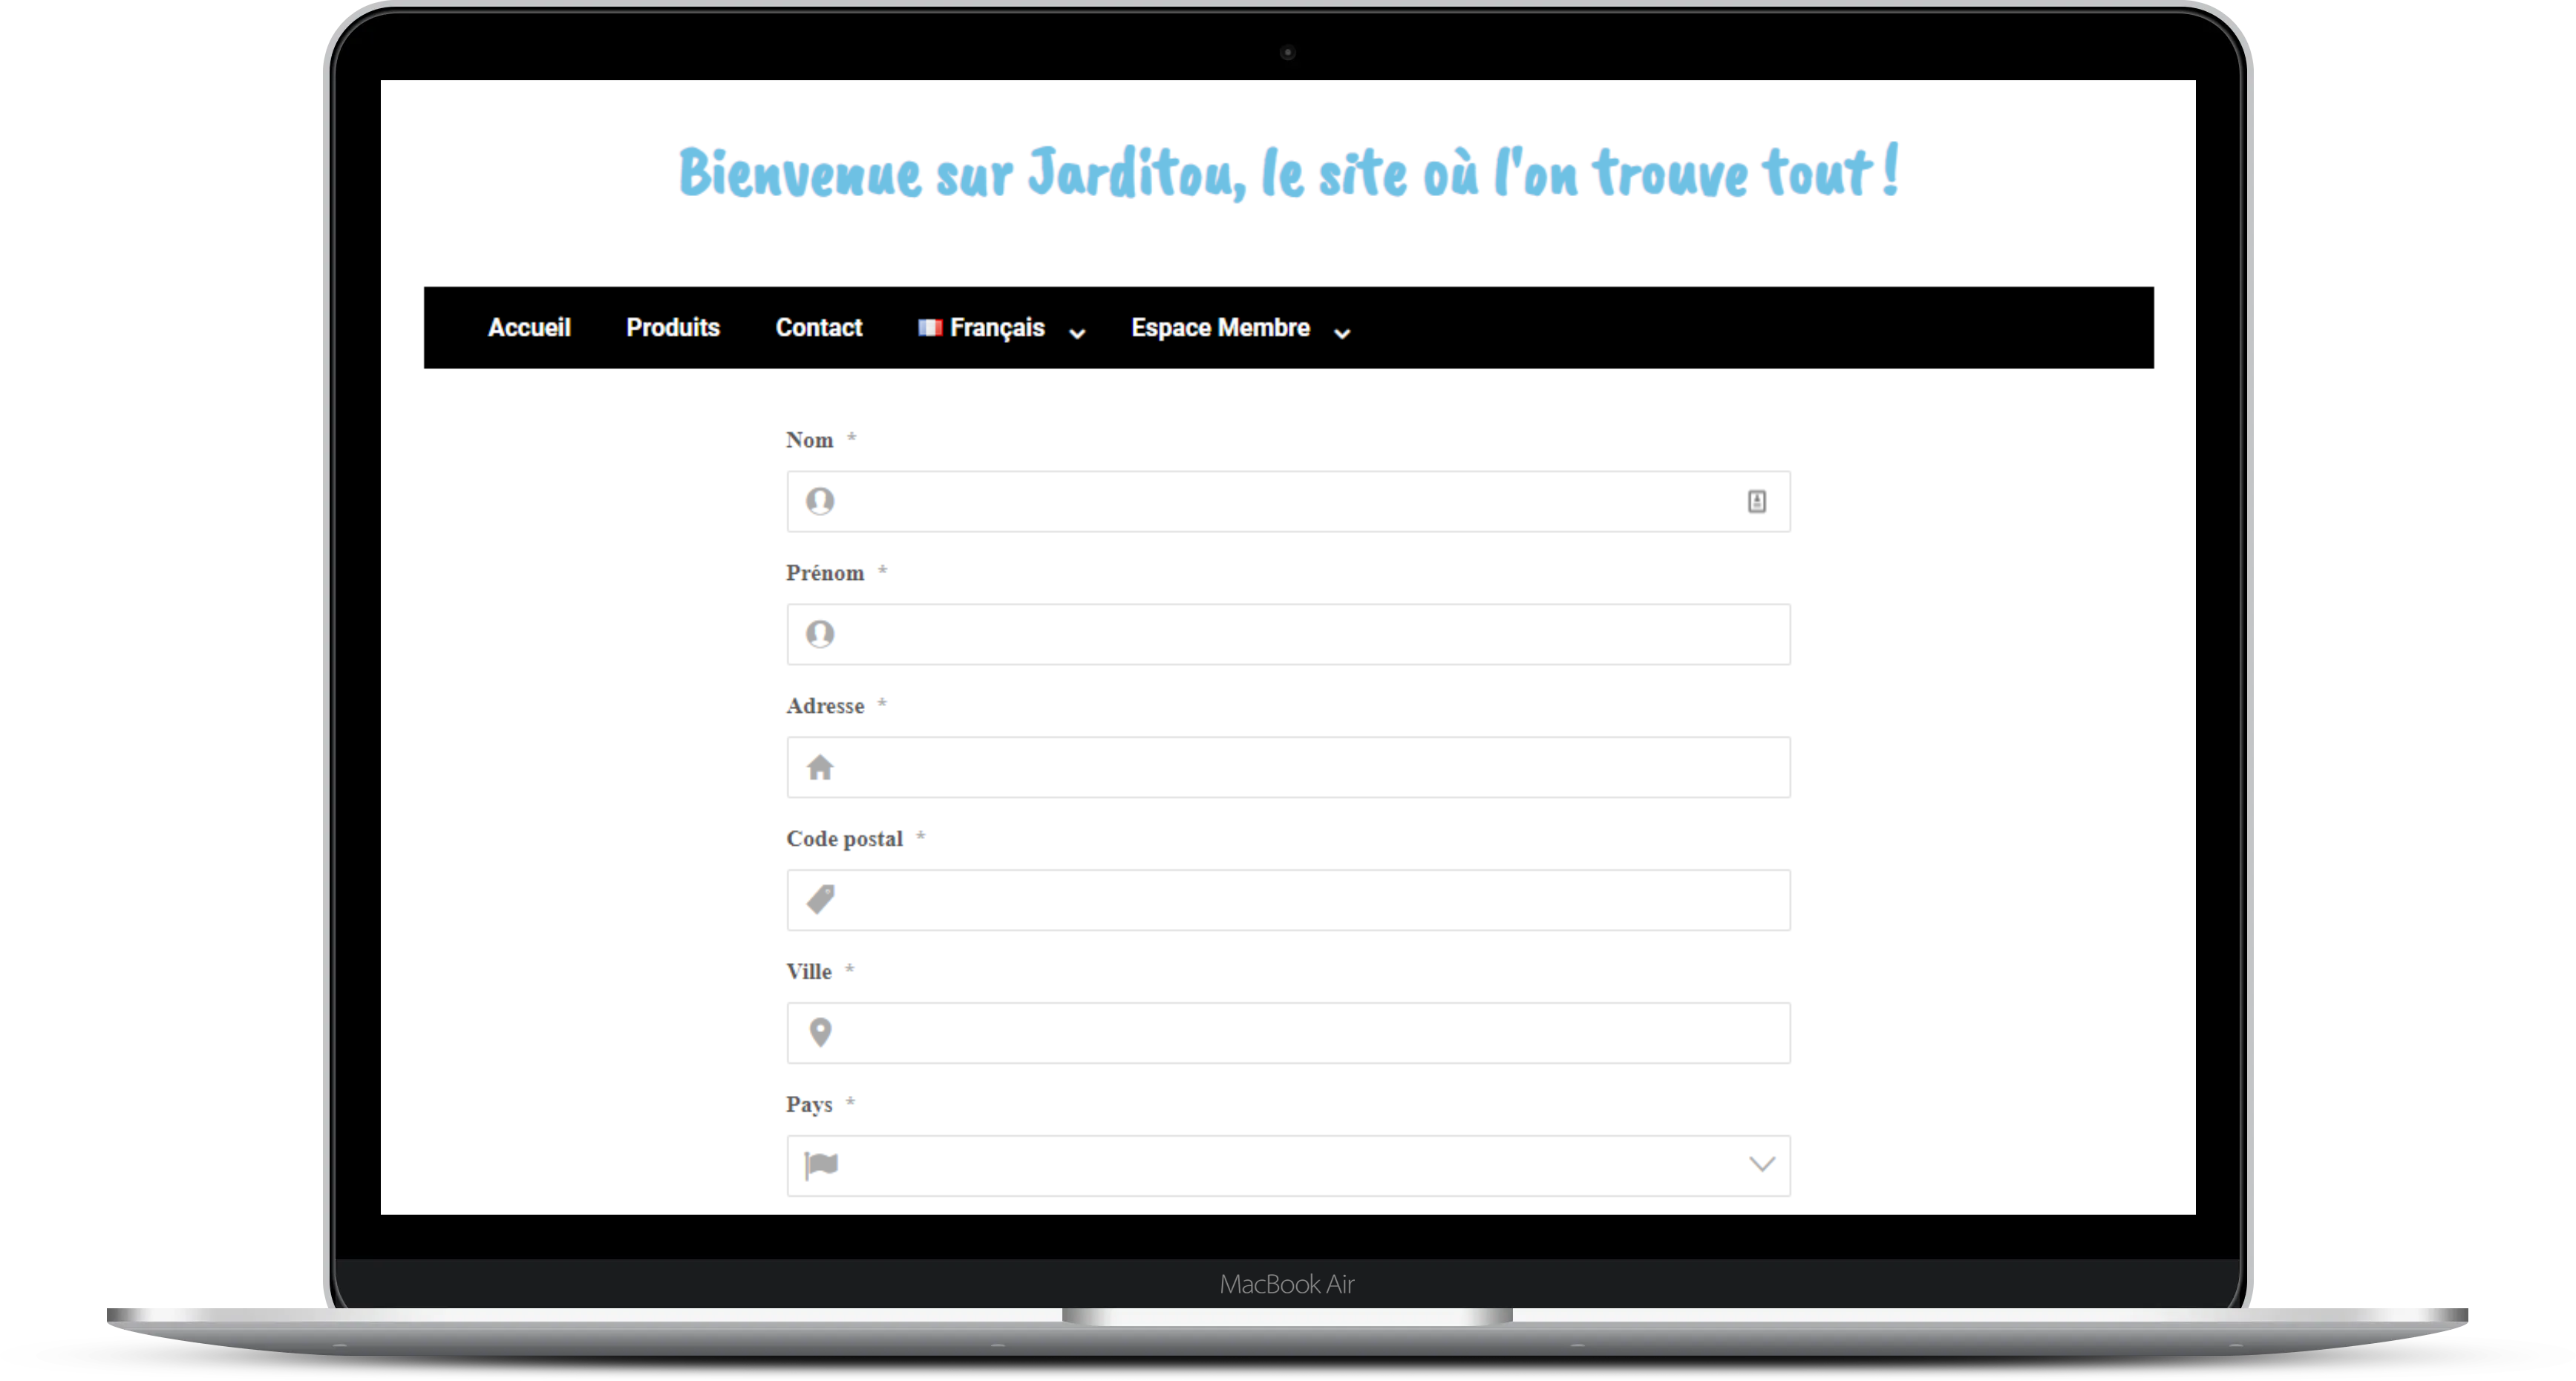 Bienvenue sur Jarditou, le site où l'on trouve tout !
Accueil Produits Contact Français Espace Membre
Nom *
Prénom *
Adresse *
Code postal *
Ville *
Pays *
MacBook Air